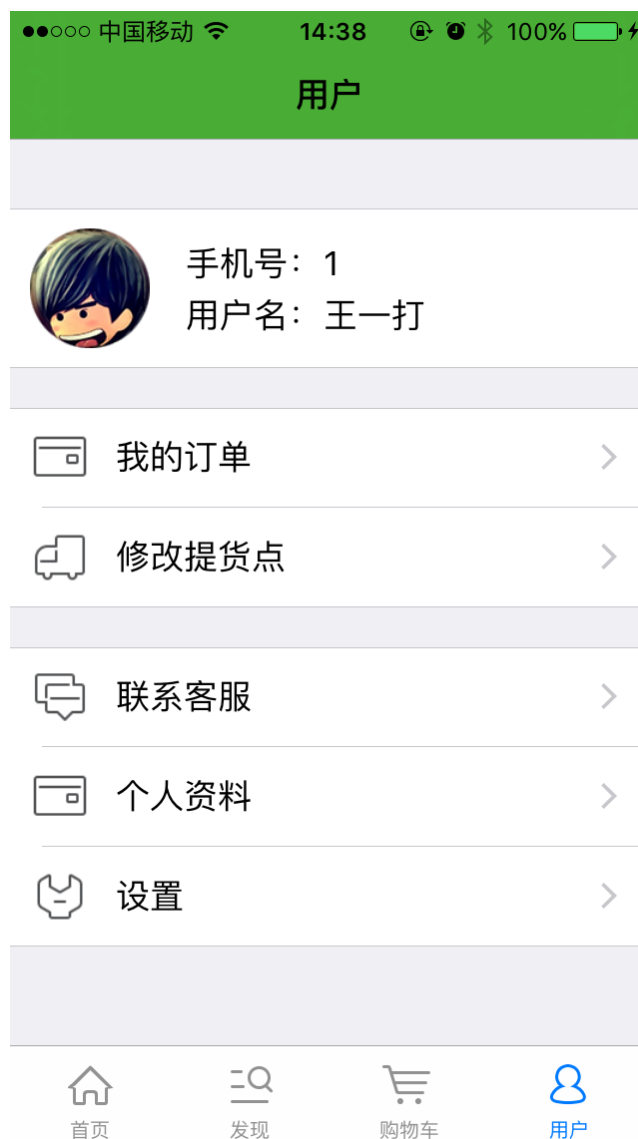 中国移动 14:38 100%
用户
手机号：1
用户名：王一打
我的订单
修改提货点
联系客服
个人资料
设置
首页 发现 购物车 用户